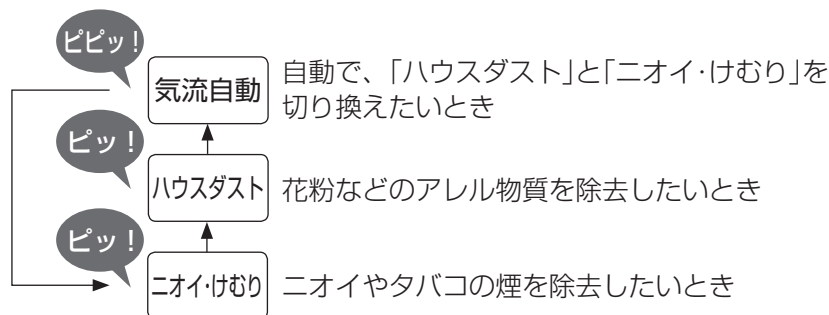 ピピッ!
気流自動
自動で、「ハウスダスト」と「ニオイ・けむり」を
切り換えたいとき
ピッ!
ハウスダスト
花粉などのアレル物質を除去したいとき
ピッ!
ニオイ・けむり
ニオイやタバコの煙を除去したいとき